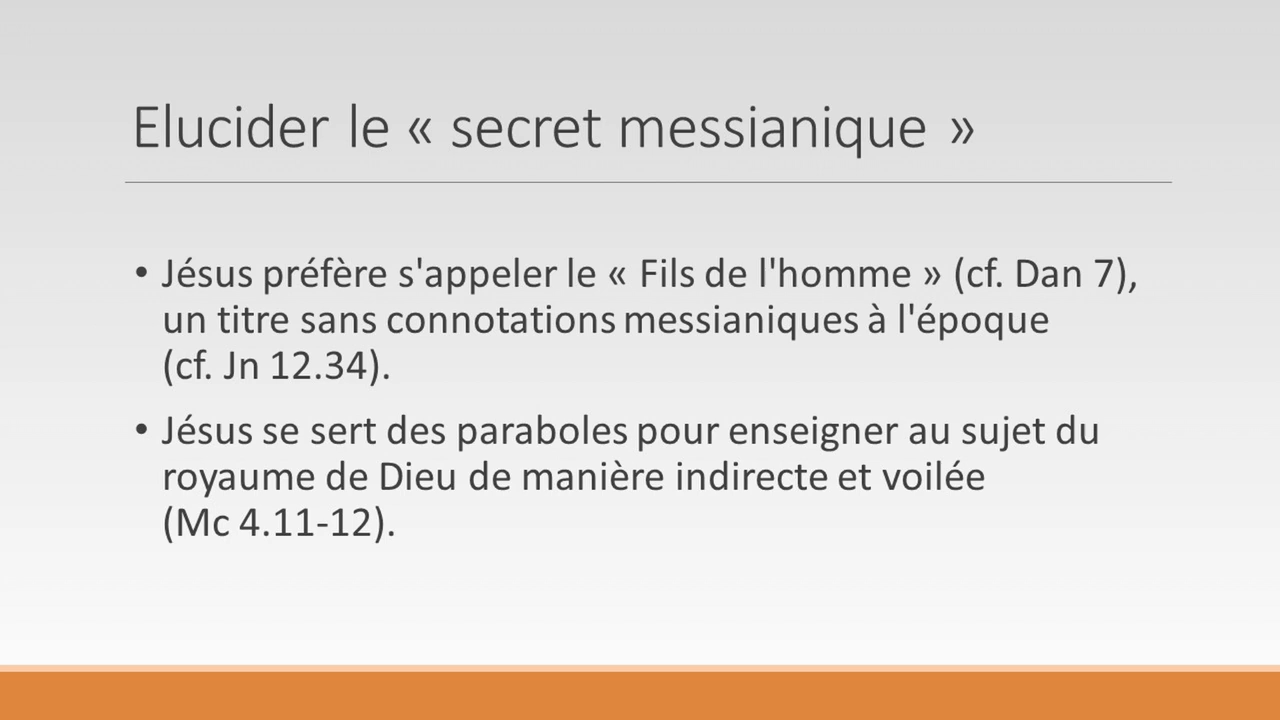 Elucider le « secret messianique »
• Jésus préfère s'appeler le « Fils de l'homme » (cf. Dan 7),
un titre sans connotations messianiques à l'époque
(cf. Jn 12.34).
• Jésus se sert des paraboles pour enseigner au sujet du
royaume de Dieu de manière indirecte et voilée
(Mc 4.11-12).